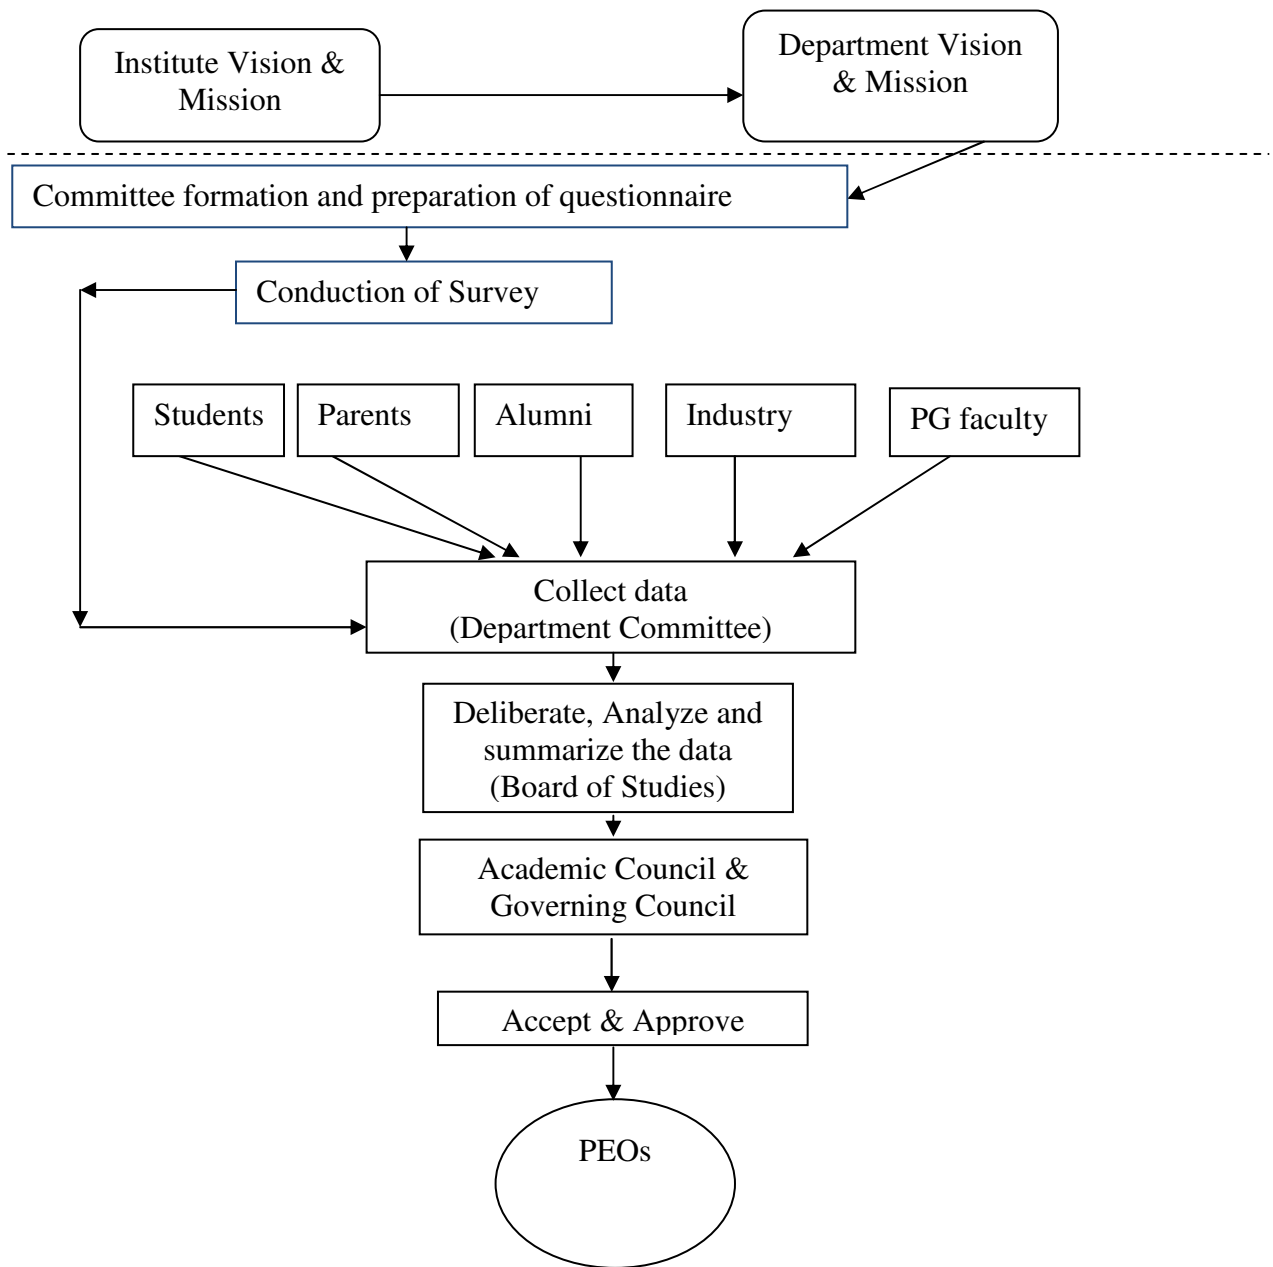 Institute Vision &
Mission
Department Vision
& Mission
Committee formation and preparation of questionnaire
Conduction of Survey
Students
Parents
Alumni
Industry
PG faculty
Collect data
(Department Committee)
Deliberate, Analyze and
summarize the data
(Board of Studies)
Academic Council &
Governing Council
Accept & Approve
PEOs